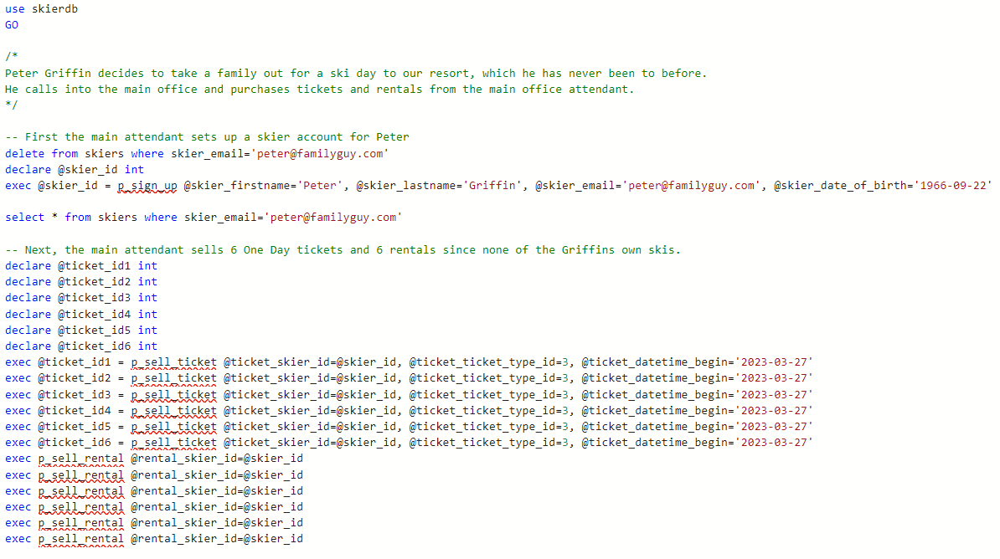 use skierdb
GO
/*
Peter Griffin decides to take a family out for a ski day to our resort, which he has never been to before.
He calls into the main office and purchases tickets and rentals from the main office attendant.
*/
-- First the main attendant sets up a skier account for Peter
delete from skiers where skier_email='peter@familyguy.com'
declare @skier_id int
exec @skier_id = p_sign_up @skier_firstname='Peter', @skier_lastname='Griffin', @skier_email='peter@familyguy.com', @skier_date_of_birth='1966-09-22'
select * from skiers where skier_email='peter@familyguy.com'
-- Next, the main attendant sells 6 One Day tickets and 6 rentals since none of the Griffins own skis.
declare @ticket_id1 int
declare @ticket_id2 int
declare @ticket_id3 int
declare @ticket_id4 int
declare @ticket_id5 int
declare @ticket_id6 int
exec @ticket_id1 = p_sell_ticket @ticket_skier_id=@skier_id, @ticket_ticket_type_id=3, @ticket_datetime_begin='2023-03-27'
exec @ticket_id2 = p_sell_ticket @ticket_skier_id=@skier_id, @ticket_ticket_type_id=3, @ticket_datetime_begin='2023-03-27'
exec @ticket_id3 = p_sell_ticket @ticket_skier_id=@skier_id, @ticket_ticket_type_id=3, @ticket_datetime_begin='2023-03-27'
exec @ticket_id4 = p_sell_ticket @ticket_skier_id=@skier_id, @ticket_ticket_type_id=3, @ticket_datetime_begin='2023-03-27'
exec @ticket_id5 = p_sell_ticket @ticket_skier_id=@skier_id, @ticket_ticket_type_id=3, @ticket_datetime_begin='2023-03-27'
exec @ticket_id6 = p_sell_ticket @ticket_skier_id=@skier_id, @ticket_ticket_type_id=3, @ticket_datetime_begin='2023-03-27'
exec p_sell_rental @rental_skier_id=@skier_id
exec p_sell_rental @rental_skier_id=@skier_id
exec p_sell_rental @rental_skier_id=@skier_id
exec p_sell_rental @rental_skier_id=@skier_id
exec p_sell_rental @rental_skier_id=@skier_id
exec p_sell_rental @rental_skier_id=@skier_id